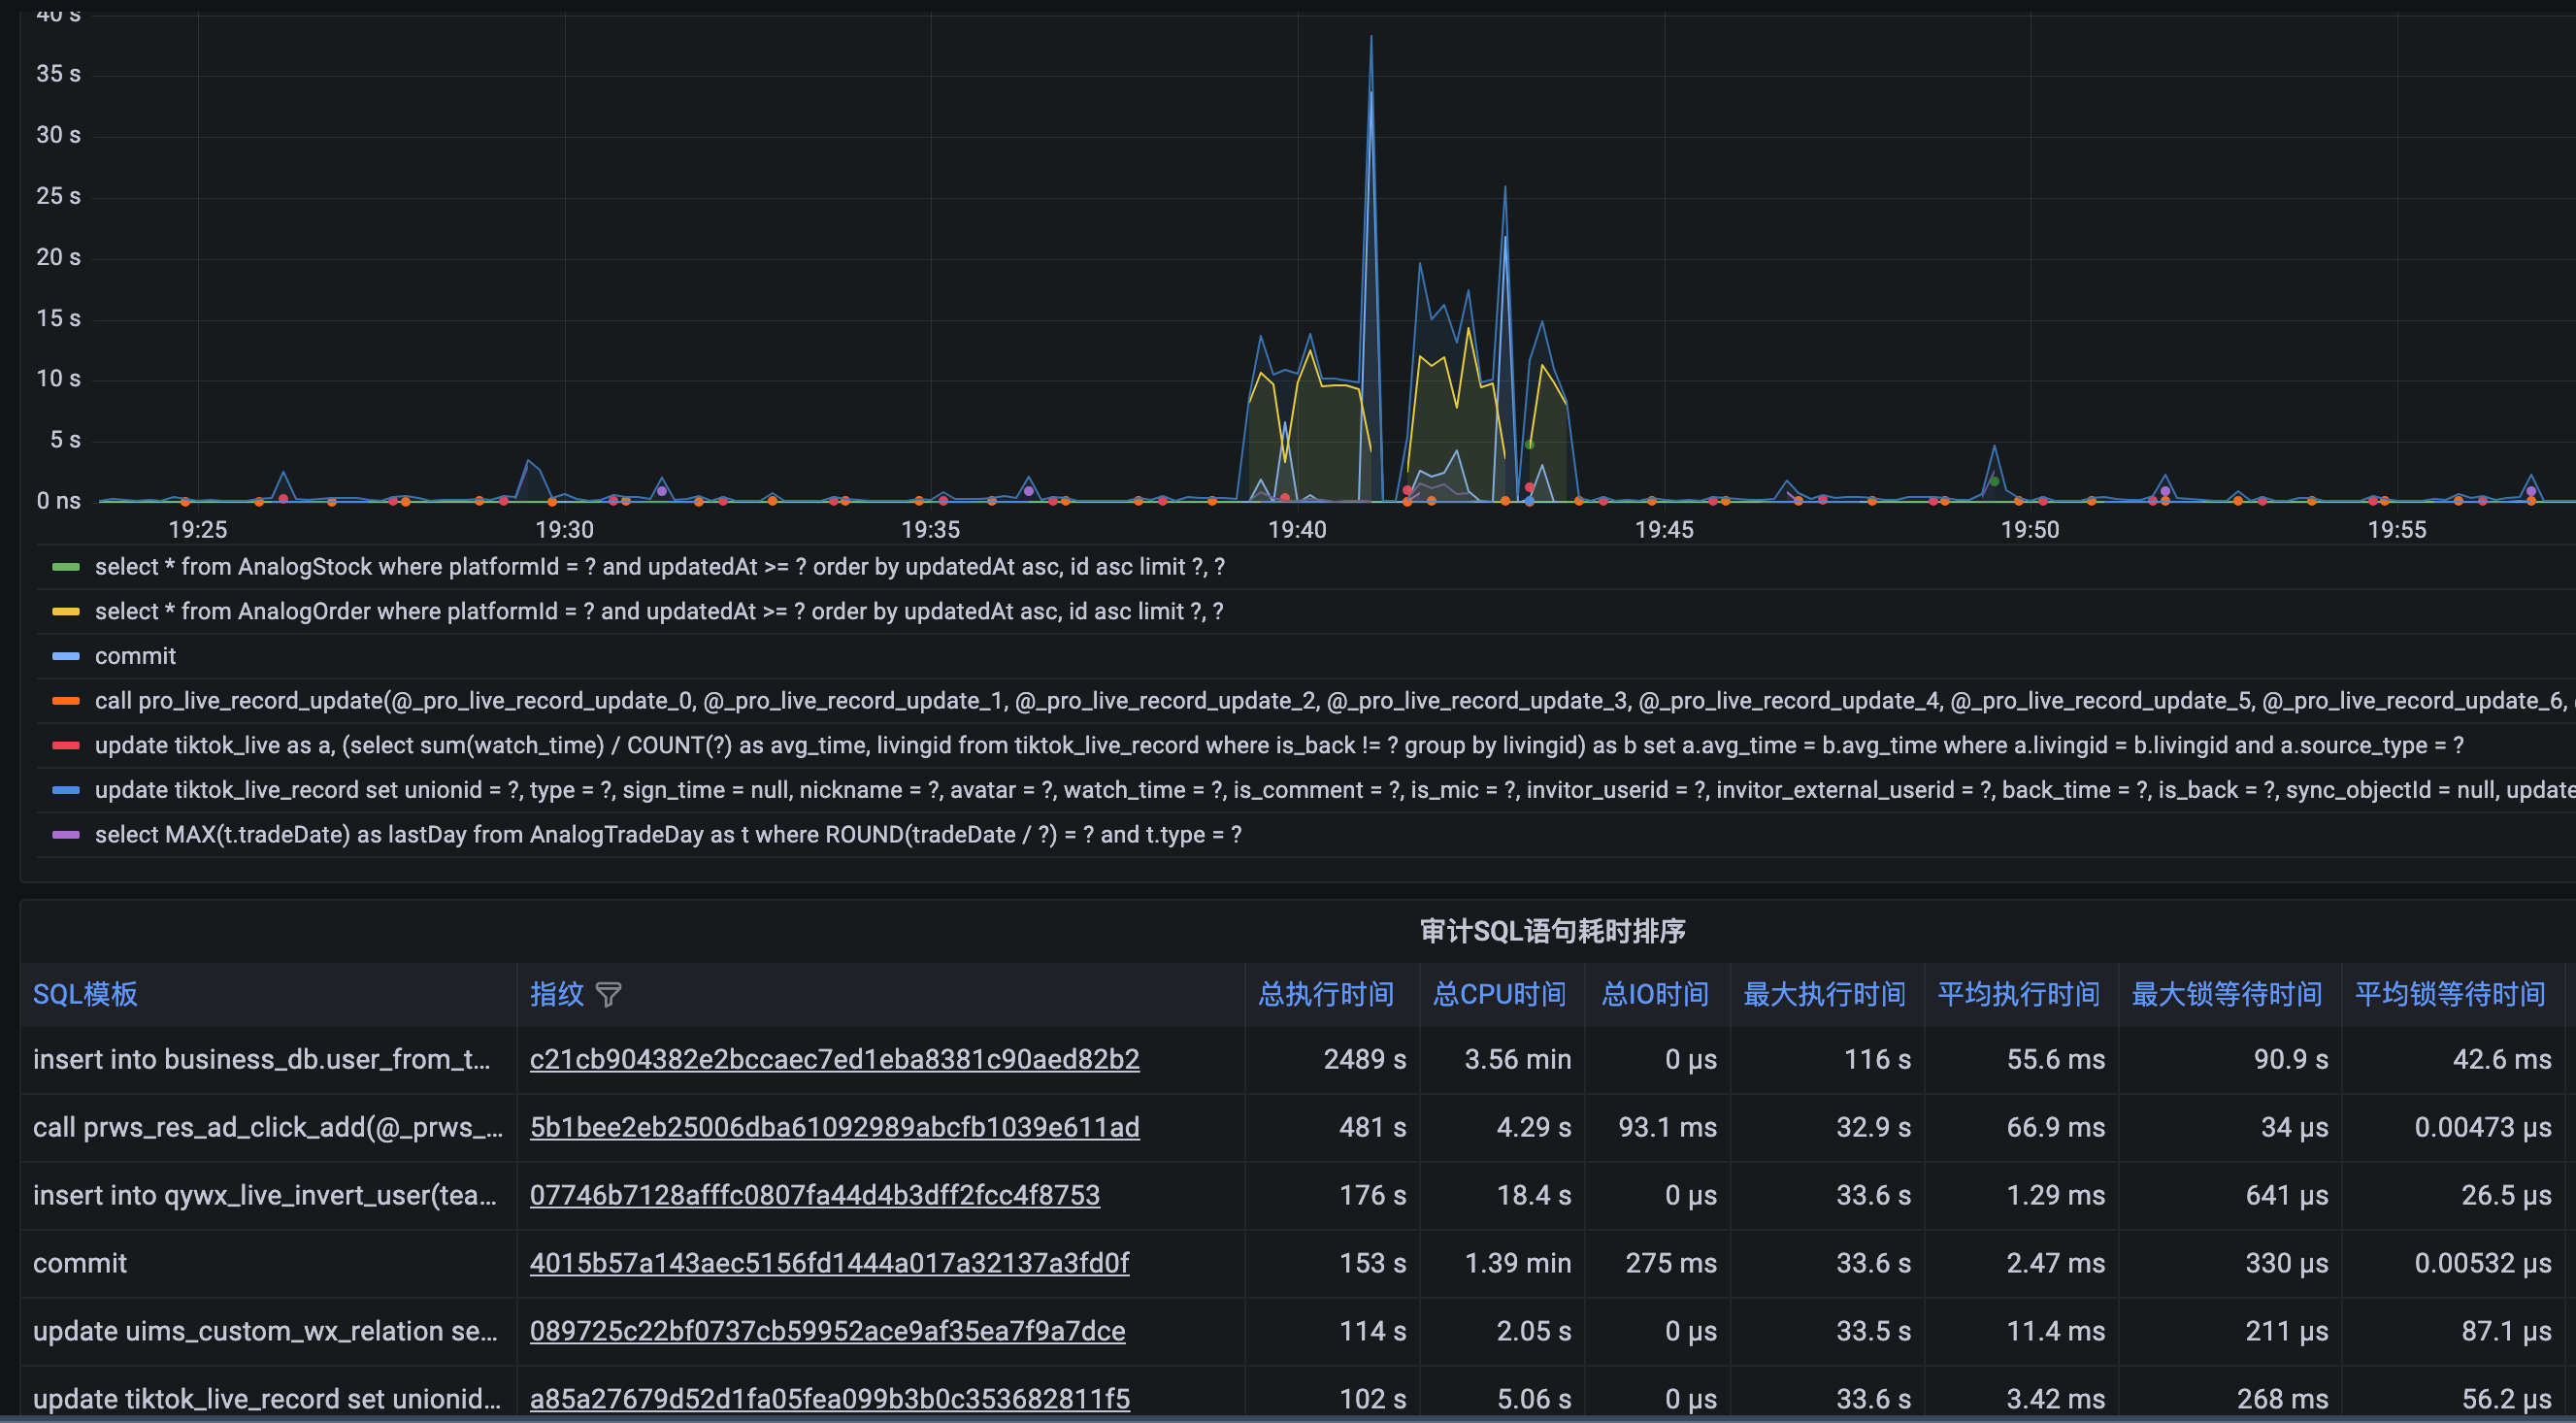 40 s
35 s
30 s
25 s
20 s
15 s
10 s
5 s
0 ns
19:25 19:30 19:35 19:40 19:45 19:50 19:55
select * from AnalogStock where platformId = ? and updatedAt >= ? order by updatedAt asc, id asc limit ?, ?
select * from AnalogOrder where platformId = ? and updatedAt >= ? order by updatedAt asc, id asc limit ?, ?
commit
call pro_live_record_update(@_pro_live_record_update_0, @_pro_live_record_update_1, @_pro_live_record_update_2, @_pro_live_record_update_3, @_pro_live_record_update_4, @_pro_live_record_update_5, @_pro_live_record_update_6,
update tiktok_live as a, (select sum(watch_time) / COUNT(?) as avg_time, livingid from tiktok_live_record where is_back != ? group by livingid) as b set a.avg_time = b.avg_time where a.livingid = b.livingid and a.source_type = ?
update tiktok_live_record set unionid = ?, type = ?, sign_time = null, nickname = ?, avatar = ?, watch_time = ?, is_comment = ?, is_mic = ?, invitor_userid = ?, invitor_external_userid = ?, back_time = ?, is_back = ?, sync_objectId = null, update
select MAX(t.tradeDate) as lastDay from AnalogTradeDay as t where ROUND(tradeDate / ?) = ? and t.type = ?
审计SQL语句耗时排序
SQL模板 指纹 总执行时间 总CPU时间 总IO时间 最大执行时间 平均执行时间 最大锁等待时间 平均锁等待时间
insert into business_db.user_from_t... c21cb904382e2bccaec7ed1eba8381c90aed82b2 2489 s 3.56 min 0 µs 116 s 55.6 ms 90.9 s 42.6 ms
call prws_res_ad_click_add(@_prws_... 5b1bee2eb25006dba61092989abcfb1039e611ad 481 s 4.29 s 93.1 ms 32.9 s 66.9 ms 34 µs 0.00473 µs
insert into qywx_live_invert_user(tea... 07746b7128afffc0807fa44d4b3dff2fcc4f8753 176 s 18.4 s 0 µs 33.6 s 1.29 ms 641 µs 26.5 µs
commit 4015b57a143aec5156fd1444a017a32137a3fd0f 153 s 1.39 min 275 ms 33.6 s 2.47 ms 330 µs 0.00532 µs
update uims_custom_wx_relation se... 089725c22bf0737cb59952ace9af35ea7f9a7dce 114 s 2.05 s 0 µs 33.5 s 11.4 ms 211 µs 87.1 µs
update tiktok_live_record set unionid... a85a27679d52d1fa05fea099b3b0c353682811f5 102 s 5.06 s 0 µs 33.6 s 3.42 ms 268 ms 56.2 µs